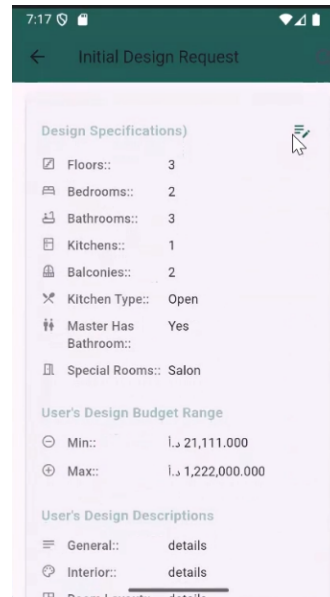 7:17
Initial Design Request
Design Specifications)
Floors:: 3
Bedrooms:: 2
Bathrooms:: 3
Kitchens:: 1
Balconies:: 2
Kitchen Type:: Open
Master Has Yes
Bathroom::
Special Rooms:: Salon
User's Design Budget Range
Min:: د.أ 21,111.000
Max:: د.أ 1,222,000.000
User's Design Descriptions
General:: details
Interior:: details